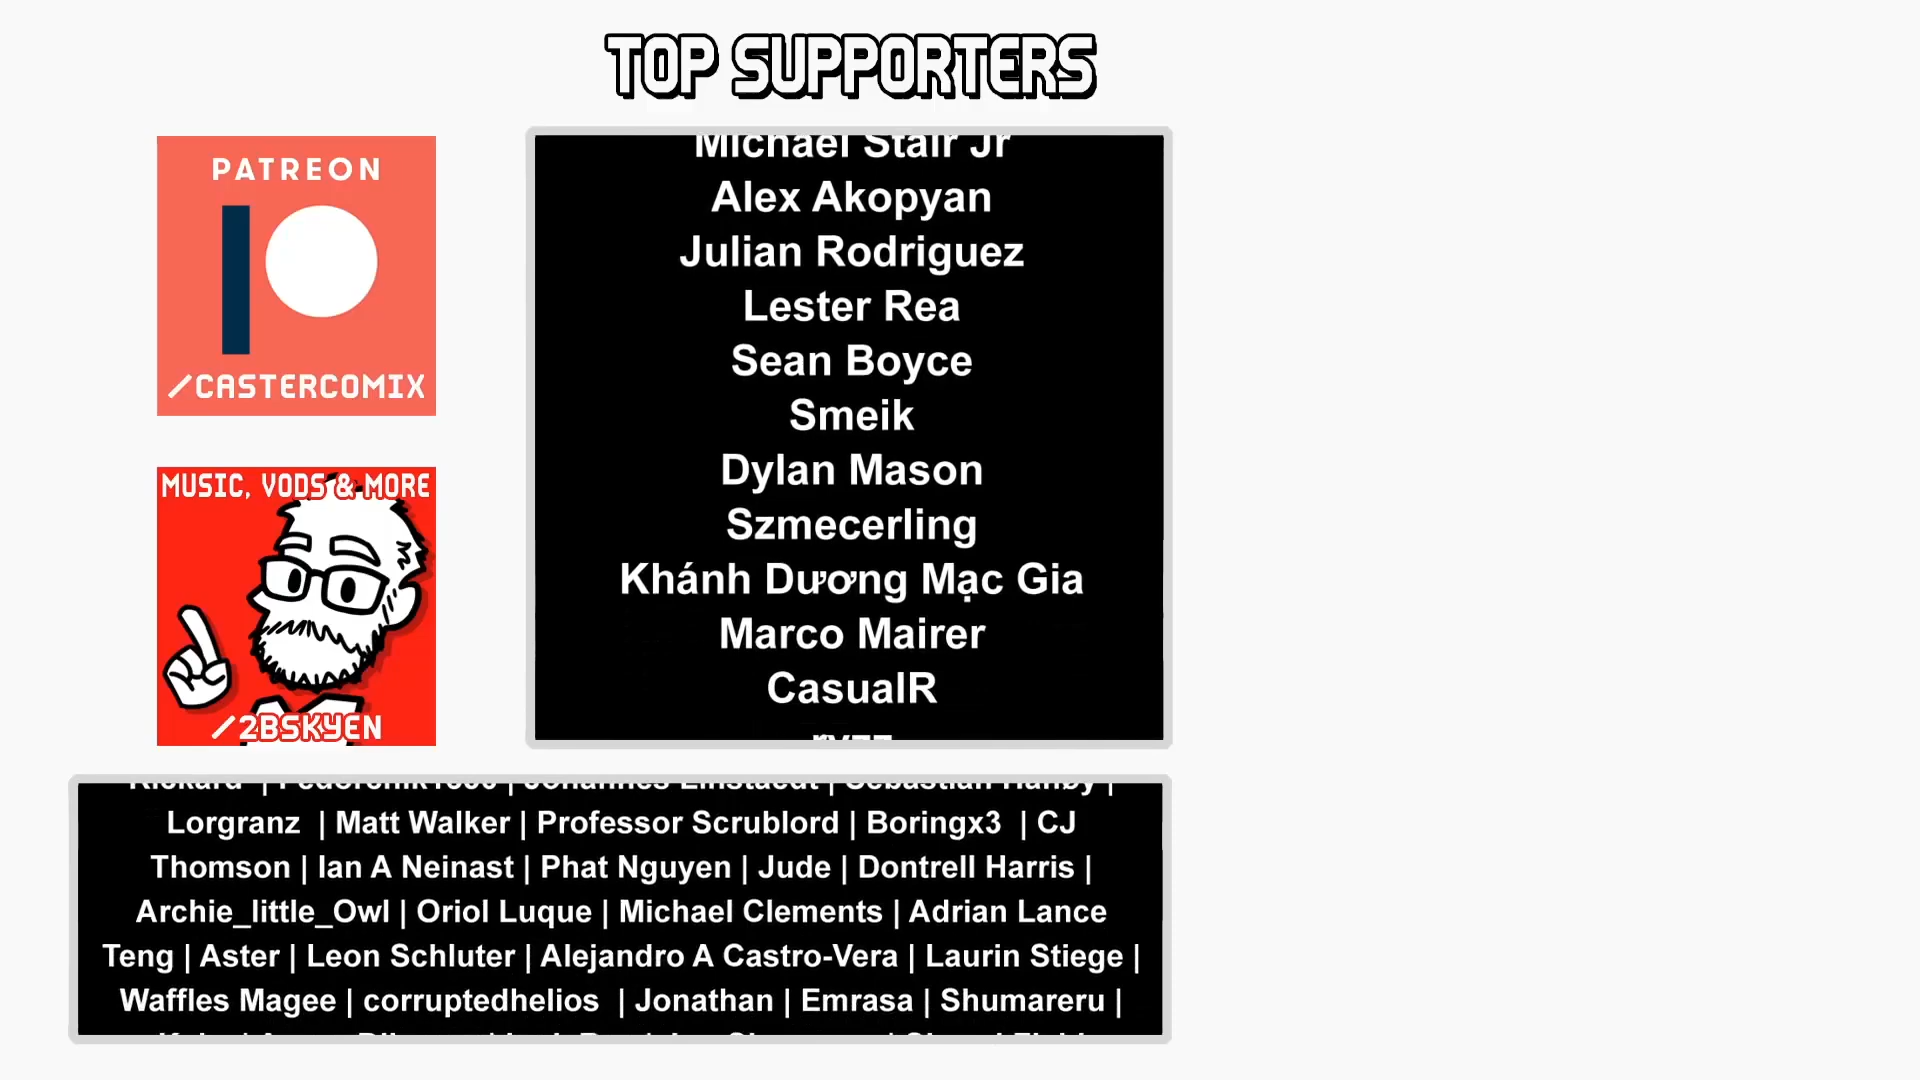 TOP SUPPORTERS
PATREON
/CASTERCOMIX
MUSIC, VODS & MORE
/2BSKYEN
Michael Stair Jr
Alex Akopyan
Julian Rodriguez
Lester Rea
Sean Boyce
Smeik
Dylan Mason
Szmecerling
Khánh Dương Mạc Gia
Marco Mairer
CasualR
Lorgranz | Matt Walker | Professor Scrublord | Boringx3 | CJ
Thomson | Ian A Neinast | Phat Nguyen | Jude | Dontrell Harris |
Archie_little_Owl | Oriol Luque | Michael Clements | Adrian Lance
Teng | Aster | Leon Schluter | Alejandro A Castro-Vera | Laurin Stiege |
Waffles Magee | corruptedhelios | Jonathan | Emrasa | Shumareru |